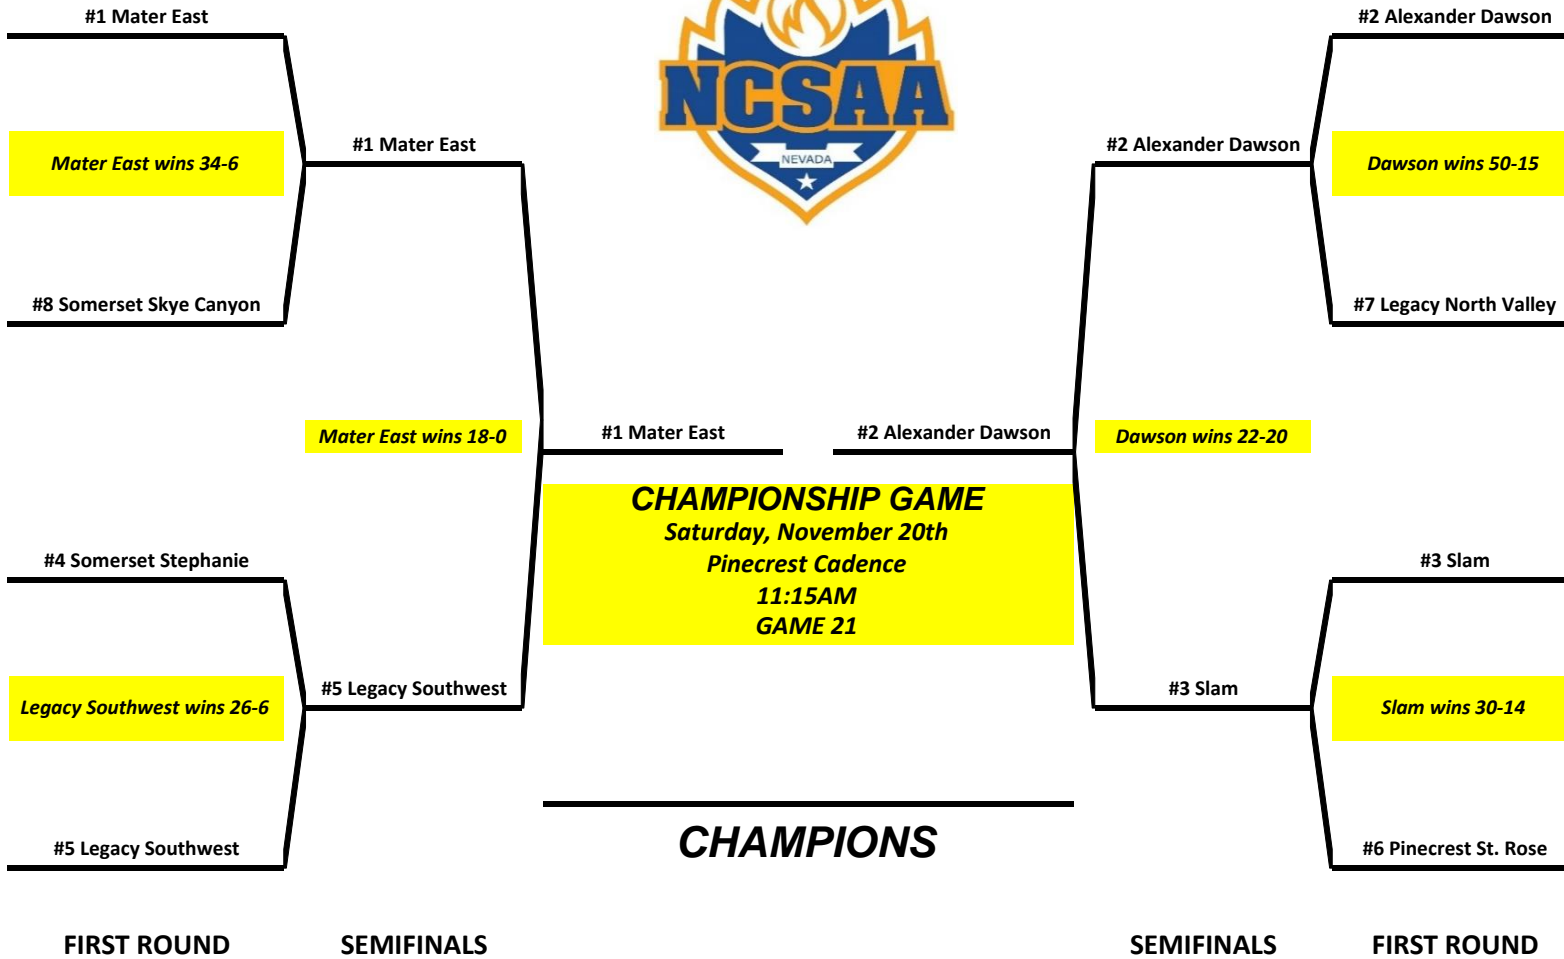 #1 Mater East
#2 Alexander Dawson
NCSAA
NEVADA
Mater East wins 34-6
#1 Mater East
#2 Alexander Dawson
Dawson wins 50-15
#8 Somerset Skye Canyon
#7 Legacy North Valley
Mater East wins 18-0
#1 Mater East
#2 Alexander Dawson
Dawson wins 22-20
CHAMPIONSHIP GAME
Saturday, November 20th
Pinecrest Cadence
11:15AM
GAME 21
#4 Somerset Stephanie
#3 Slam
Legacy Southwest wins 26-6
#5 Legacy Southwest
#3 Slam
Slam wins 30-14
#5 Legacy Southwest
CHAMPIONS
#6 Pinecrest St. Rose
FIRST ROUND
SEMIFINALS
SEMIFINALS
FIRST ROUND